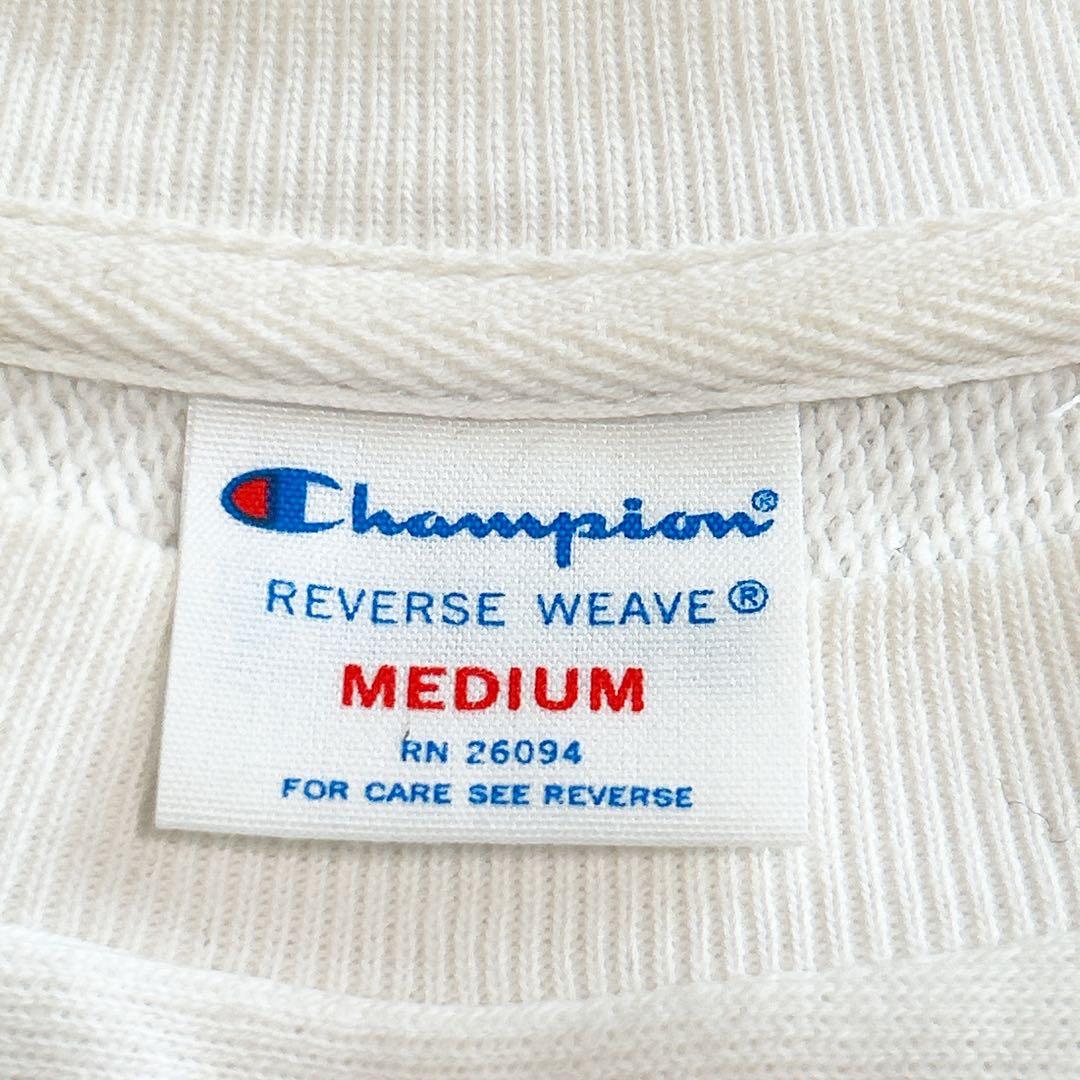 Champion®
REVERSE WEAVE®
MEDIUM
RN 26094
FOR CARE SEE REVERSE